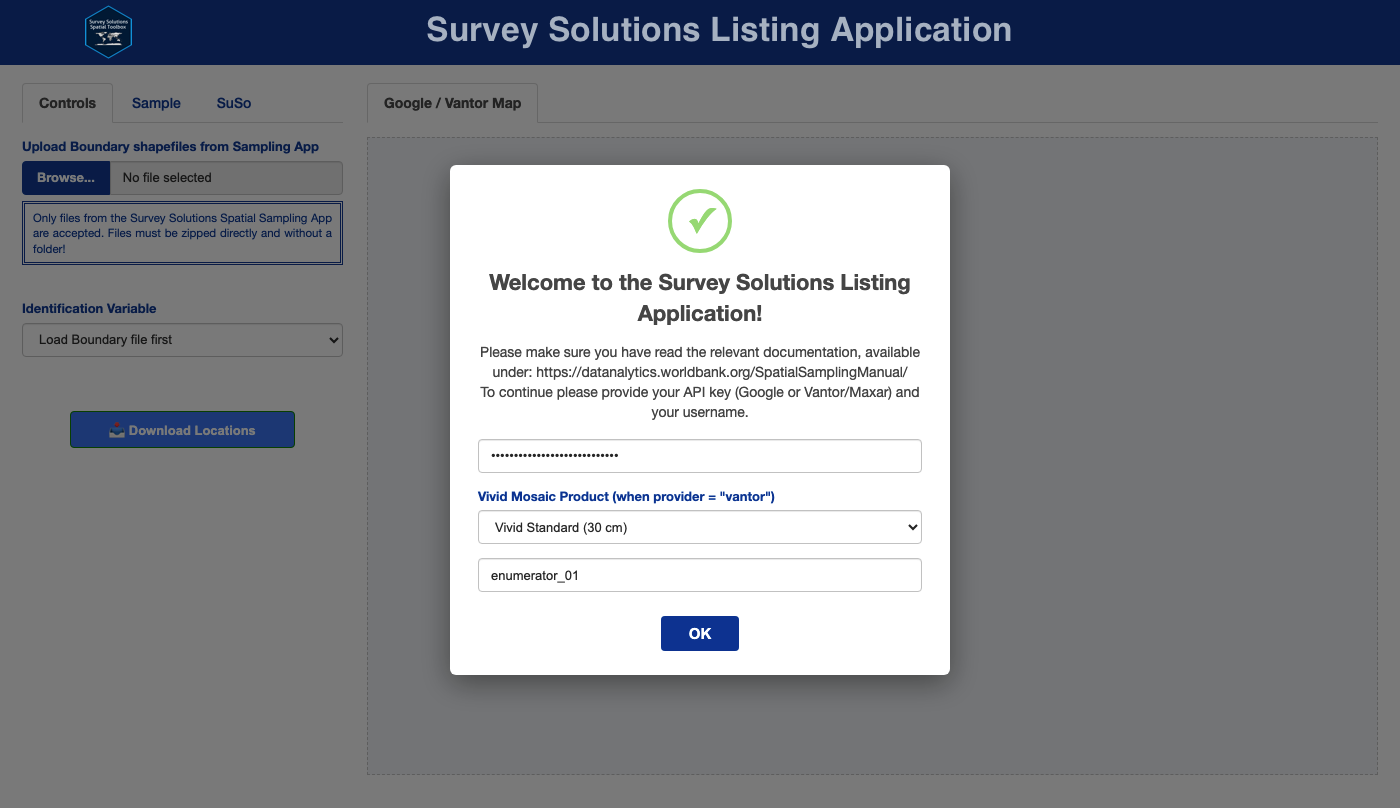 Survey Solutions
Spatial Toolbox
Survey Solutions Listing Application
Controls
Sample
SuSo
Google / Vantor Map
Upload Boundary shapefiles from Sampling App
Browse...
No file selected
Only files from the Survey Solutions Spatial Sampling App
are accepted. Files must be zipped directly and without a
folder!
Identification Variable
Load Boundary file first
Download Locations
Welcome to the Survey Solutions Listing
Application!
Please make sure you have read the relevant documentation, available
under: https://datanalytics.worldbank.org/SpatialSamplingManual/
To continue please provide your API key (Google or Vantor/Maxar) and
your username.
Vivid Mosaic Product (when provider = "vantor")
Vivid Standard (30 cm)
enumerator_01
OK